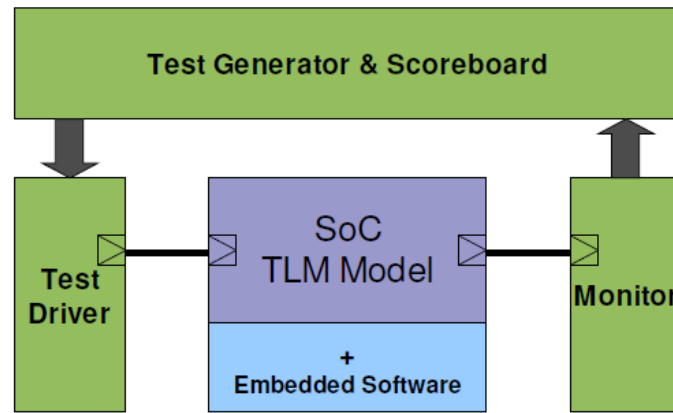 Test Generator & Scoreboard
SoC
TLM Model
Test
Driver
Monitor
+
Embedded Software